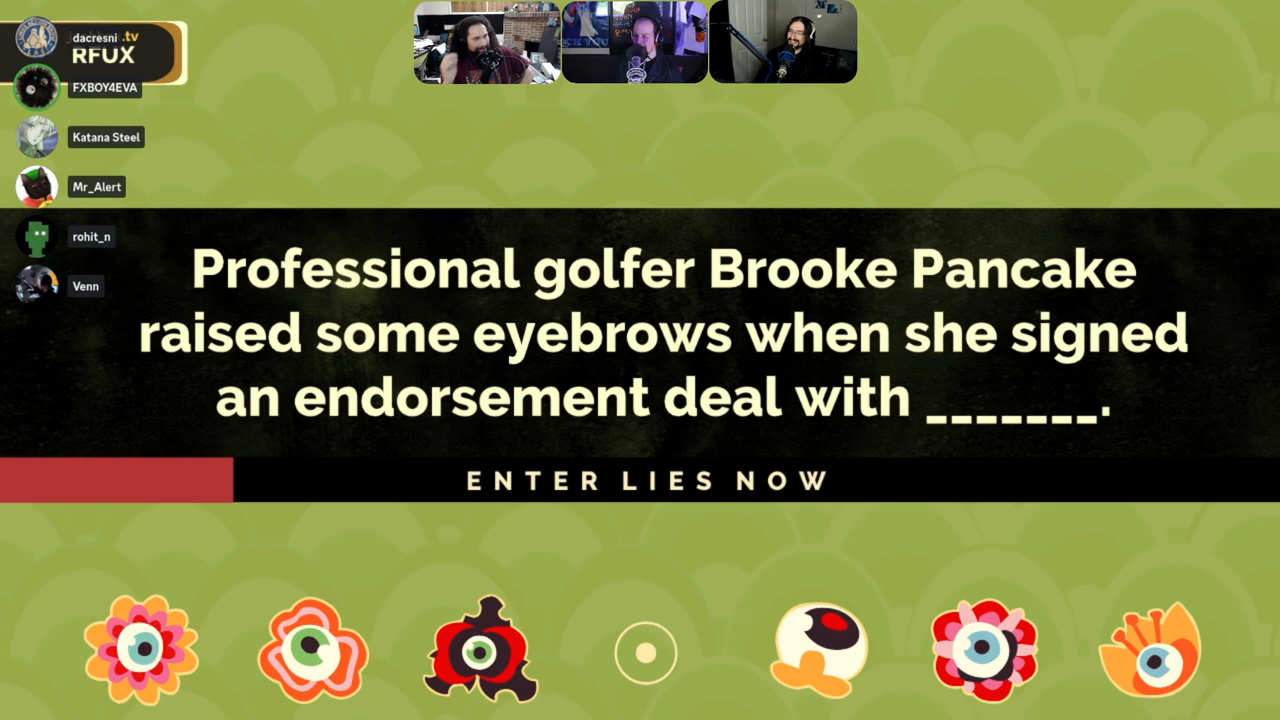 dacresni .tv
RFUX
FXBOY4EVA
Katana Steel
Mr_Alert
rohit_n
Venn
Professional golfer Brooke Pancake
raised some eyebrows when she signed
an endorsement deal with _______.
ENTER LIES NOW